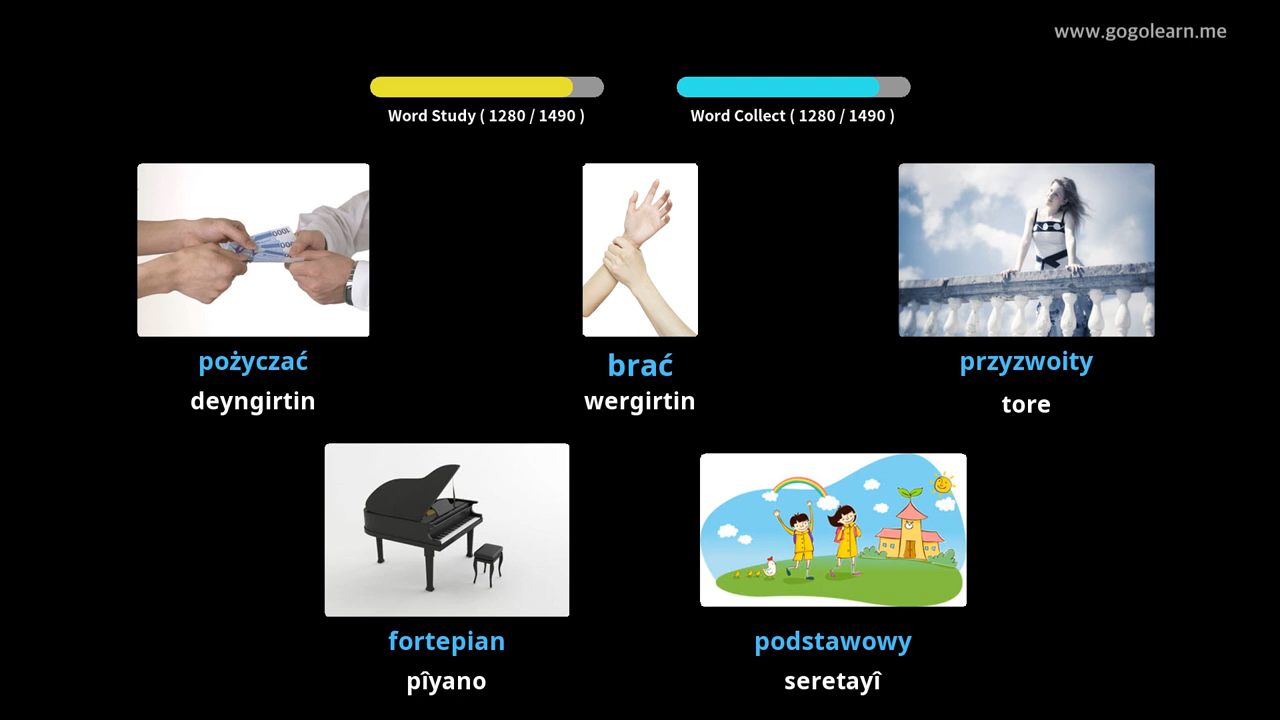 www.gogolearn.me
Word Study ( 1280 / 1490 )
Word Collect ( 1280 / 1490 )
pożyczać
deyngirtin
brać
wergirtin
przyzwoity
tore
fortepian
pîyano
podstawowy
seretayî